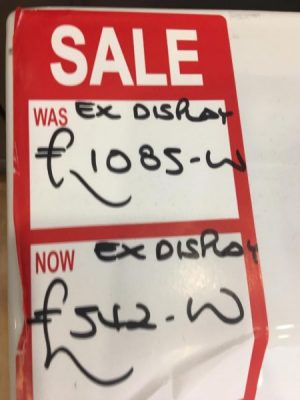 SALE
WAS EX DISPLAY
£1085-W
NOW EX DISPLAY
£542-W